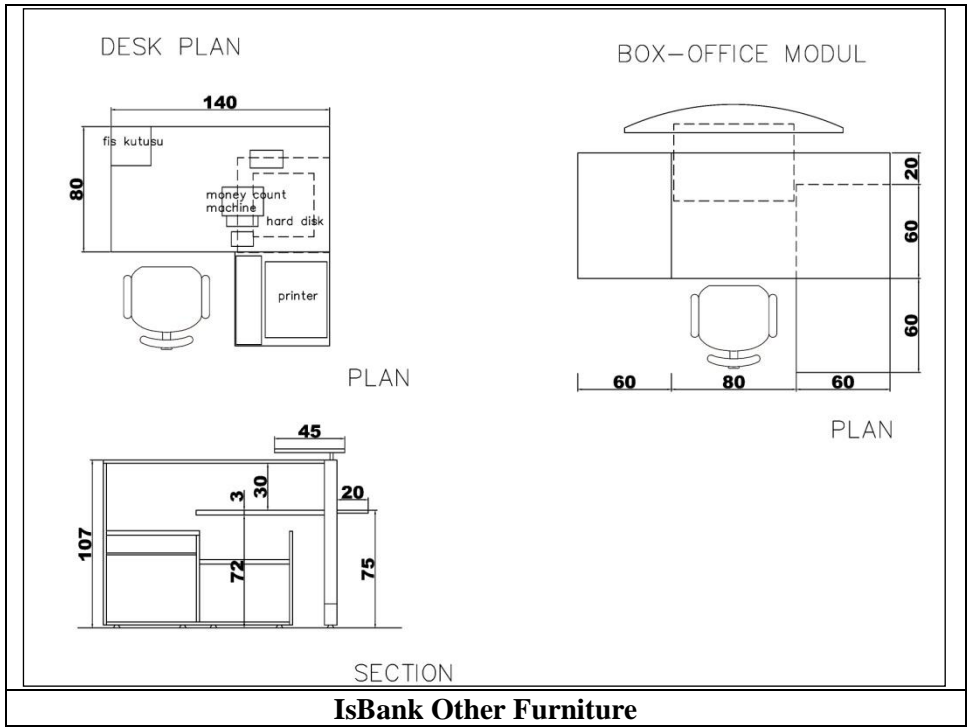 DESK PLAN
140
fis kutusu
80
money count
machine
hard disk
printer
PLAN
BOX-OFFICE MODUL
20
60
60
60
80
60
PLAN
45
3
30
20
107
72
75
SECTION
IsBank Other Furniture